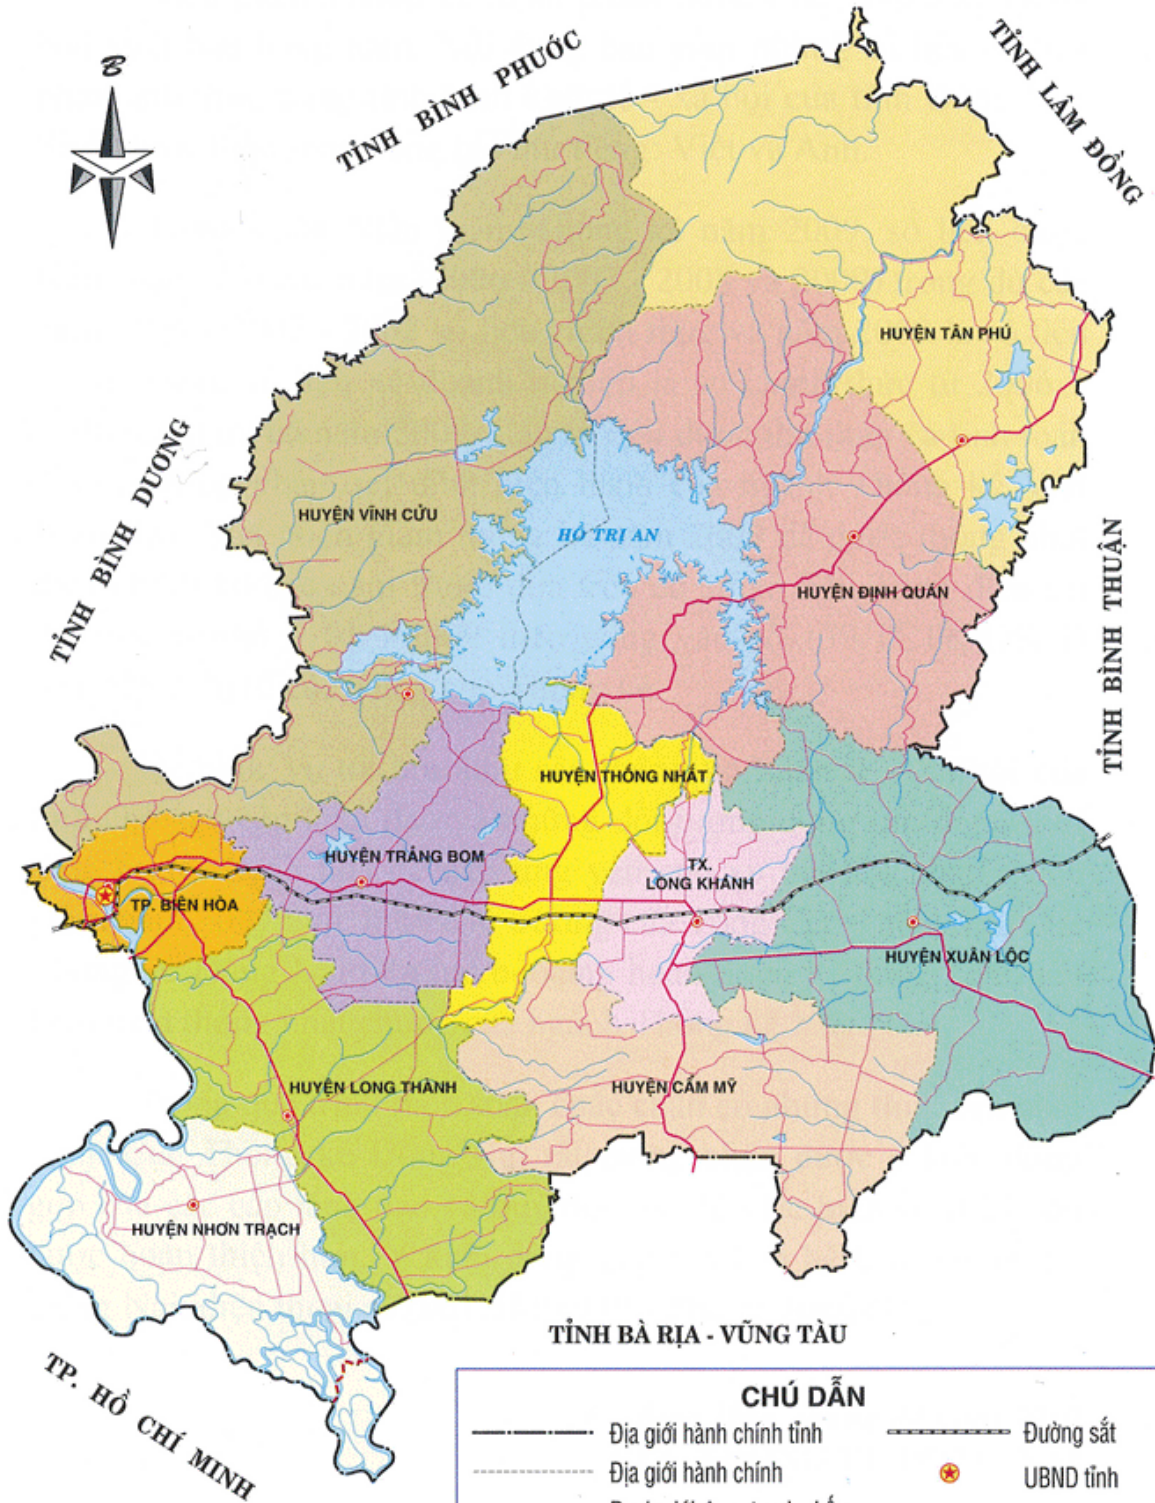 B
TỈNH BÌNH PHƯỚC
TỈNH LÂM ĐỒNG
HUYỆN TÂN PHÚ
TỈNH BÌNH DƯƠNG
HUYỆN VĨNH CỬU
HỒ TRỊ AN
TỈNH BÌNH THUẬN
HUYỆN ĐỊNH QUÁN
HUYỆN THỐNG NHẤT
HUYỆN TRẢNG BOM
TX.
LONG KHÁNH
TP. BIÊN HÒA
HUYỆN XUÂN LỘC
HUYỆN LONG THÀNH
HUYỆN CẨM MỸ
HUYỆN NHƠN TRẠCH
TỈNH BÀ RỊA - VŨNG TÀU
TP. HỒ CHÍ MINH
CHÚ DẪN
Địa giới hành chính tỉnh
Đường sắt
Địa giới hành chính
UBND tỉnh